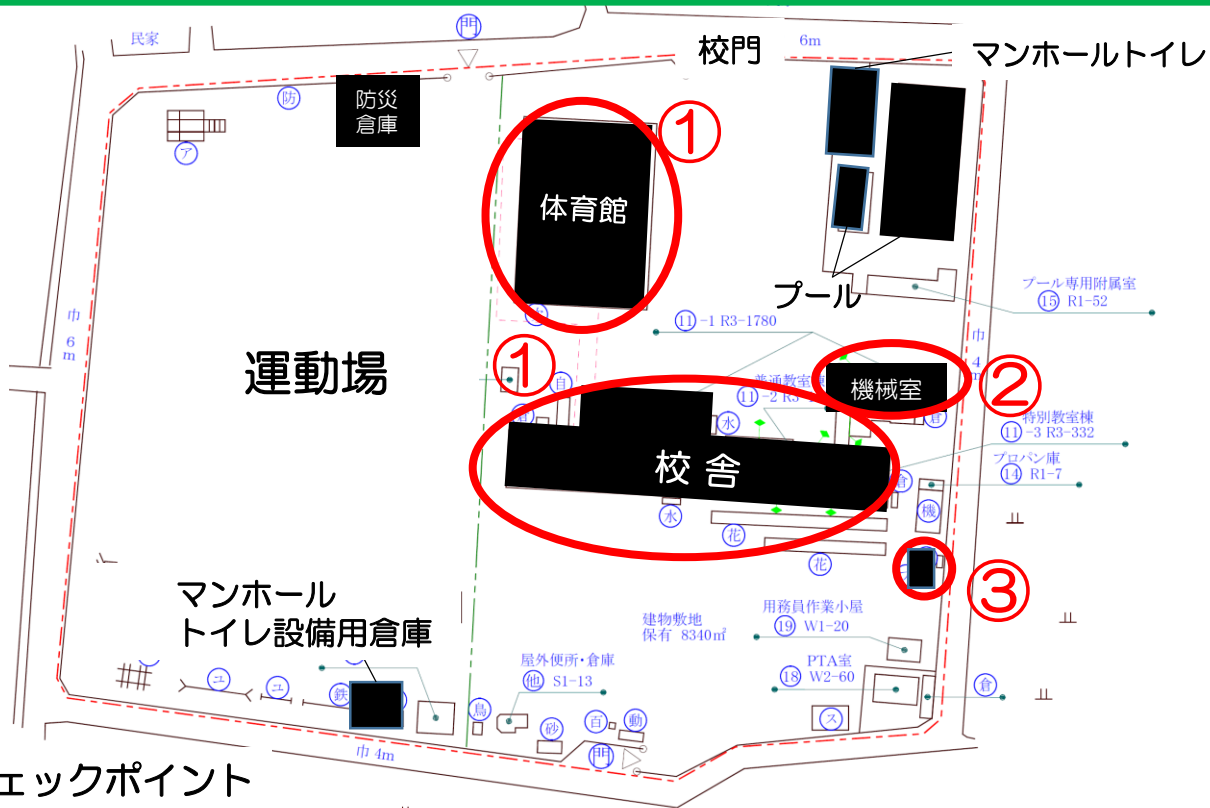 民家
門
校門
6m
マンホールトイレ
防
防災
倉庫
ア
①
体育館
プール
プール専用附属室
⑮ R1-52
巾
6
m
運動場
①
⑪-1 R3-1780
自
巾
4
m
機械室
②
普通教室棟
⑪-2 R3-
水
倉
特別教室棟
⑪-3 R3-332
校舎
プロパン庫
⑭ R1-7
倉
機
水
花
花
③
マンホール
トイレ設備用倉庫
建物敷地
保有 8340㎡
用務員作業小屋
⑲ W1-20
屋外便所・倉庫
他 S1-13
PTA室
⑱ W2-60
倉
ユ
ユ
鉄
鳥
砂
百
動
ス
門
巾 4m
ェックポイント